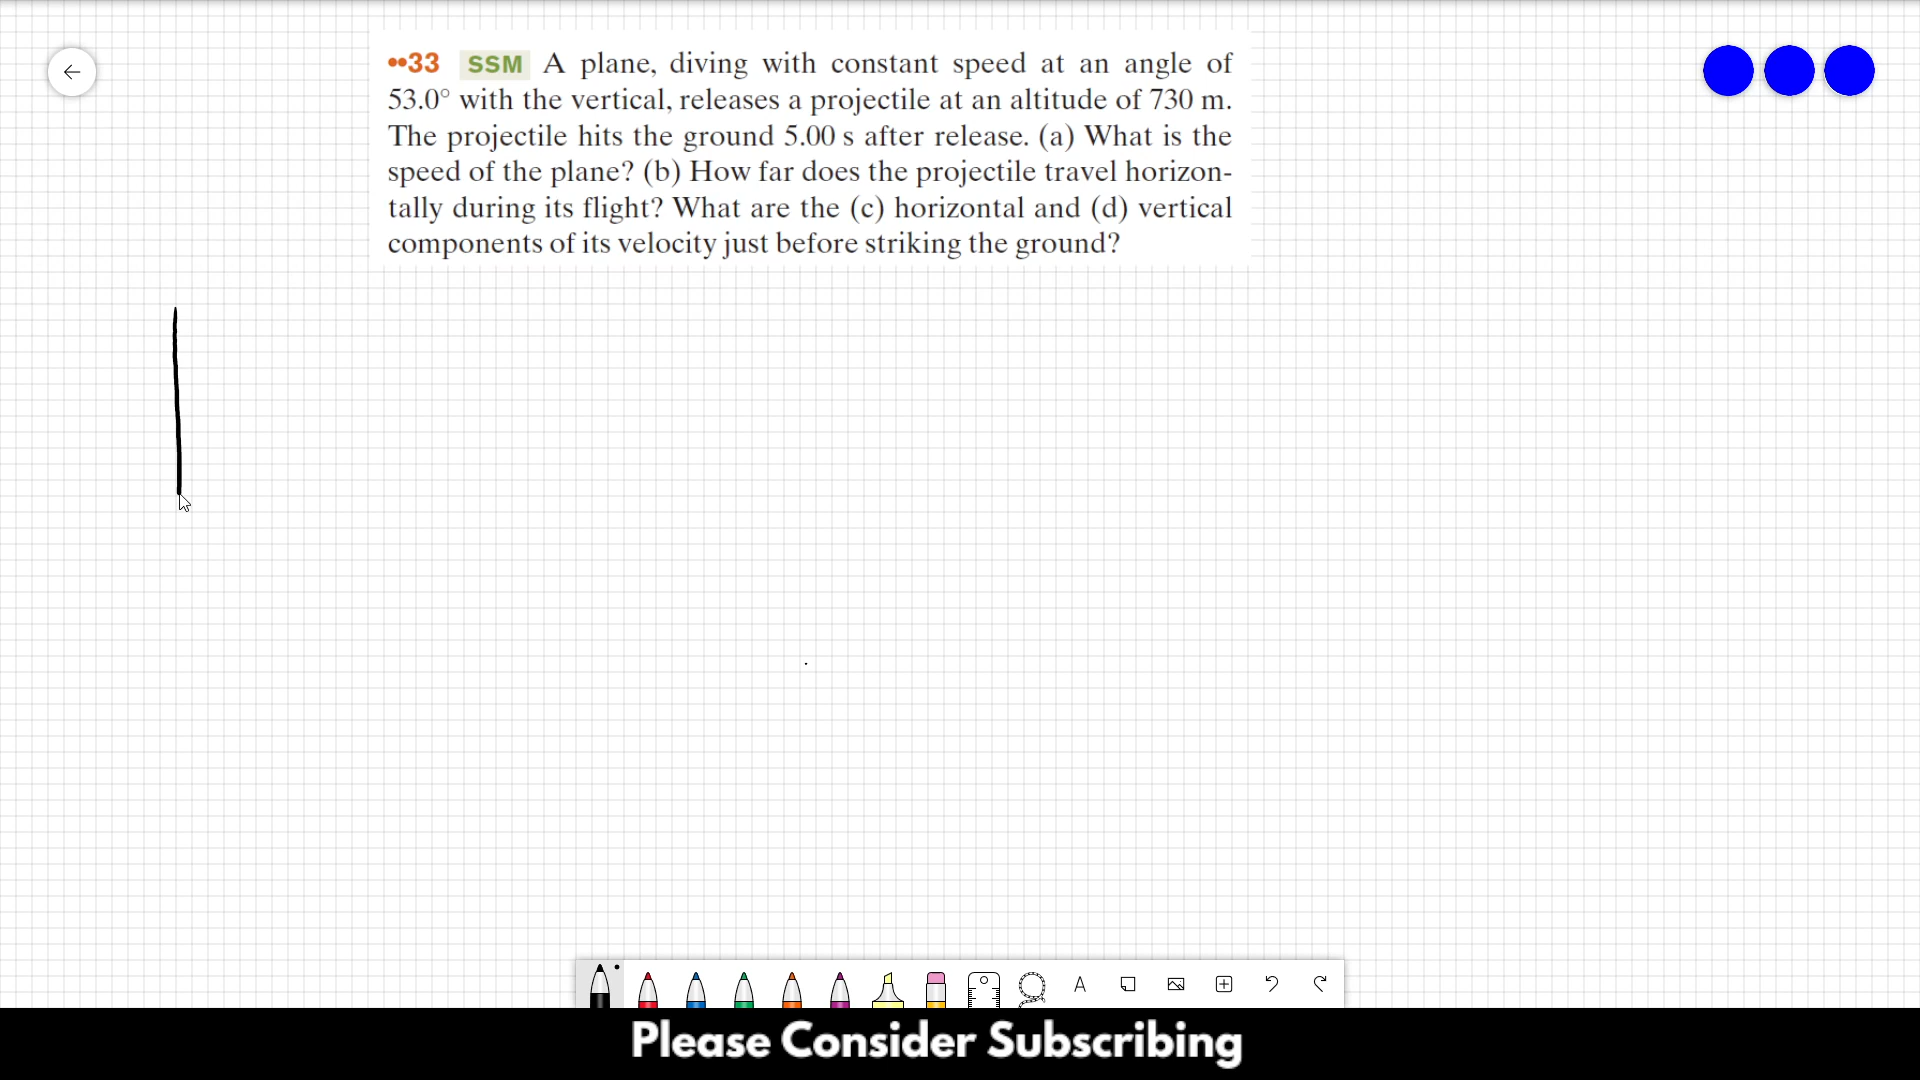 ••33 SSM A plane, diving with constant speed at an angle of
53.0° with the vertical, releases a projectile at an altitude of 730 m.
The projectile hits the ground 5.00 s after release. (a) What is the
speed of the plane? (b) How far does the projectile travel horizon-
tally during its flight? What are the (c) horizontal and (d) vertical
components of its velocity just before striking the ground?
A
Please Consider Subscribing